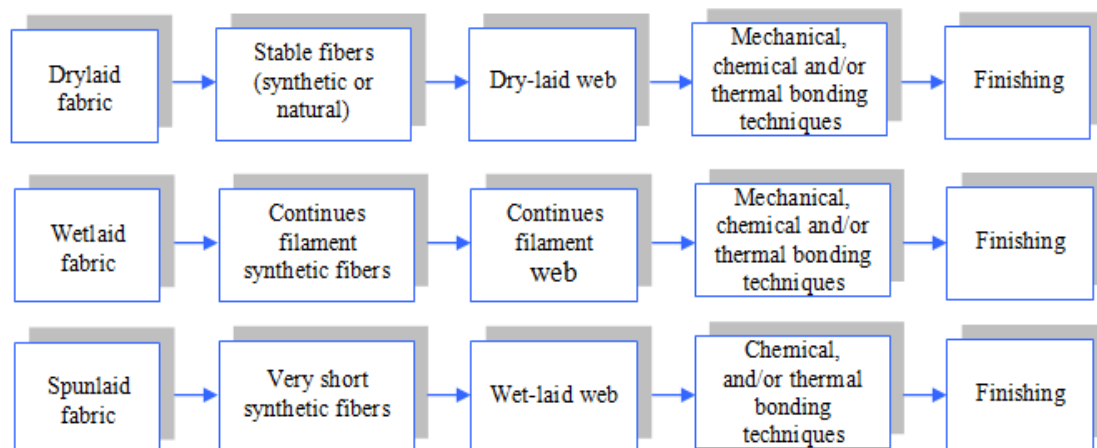 Drylaid
fabric
Stable fibers
(synthetic or
natural)
Dry-laid web
Mechanical,
chemical and/or
thermal bonding
techniques
Finishing
Wetlaid
fabric
Continues
filament
synthetic fibers
Continues
filament
web
Mechanical,
chemical and/or
thermal bonding
techniques
Finishing
Spunlaid
fabric
Very short
synthetic fibers
Wet-laid web
Chemical,
and/or thermal
bonding
techniques
Finishing